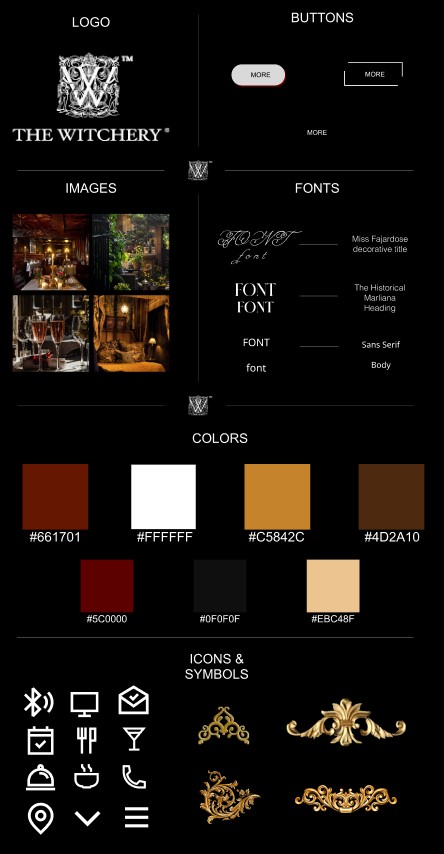 LOGO
BUTTONS
W
™
THE WITCHERY®
MORE
MORE
MORE
W
IMAGES
FONTS
FONT
font
Miss Fajardose
decorative title
FONT
FONT
The Historical
Marliana
Heading
FONT
Sans Serif
font
Body
W
COLORS
#661701
#FFFFFF
#C5842C
#4D2A10
#5C0000
#0F0F0F
#EBC48F
ICONS &
SYMBOLS